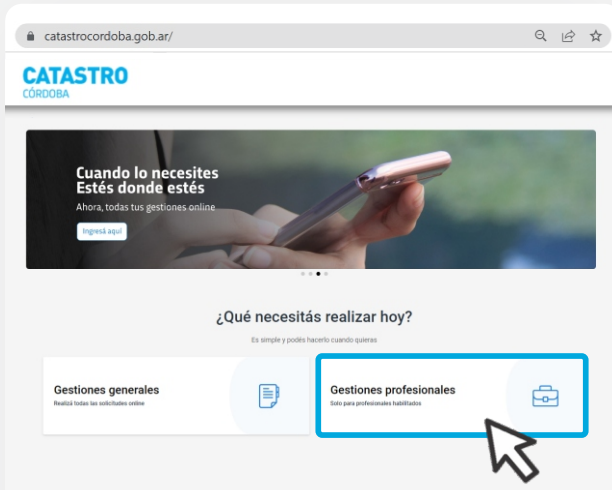 catastrocordoba.gob.ar/
CATASTRO
CÓRDOBA
Cuando lo necesites
Estés donde estés
Ahora, todas tus gestiones online
Ingresá aquí
¿Qué necesitás realizar hoy?
Es simple y podés hacerlo cuando quieras
Gestiones generales
Realizá todas tus solicitudes online
Gestiones profesionales
Solo para profesionales habilitados